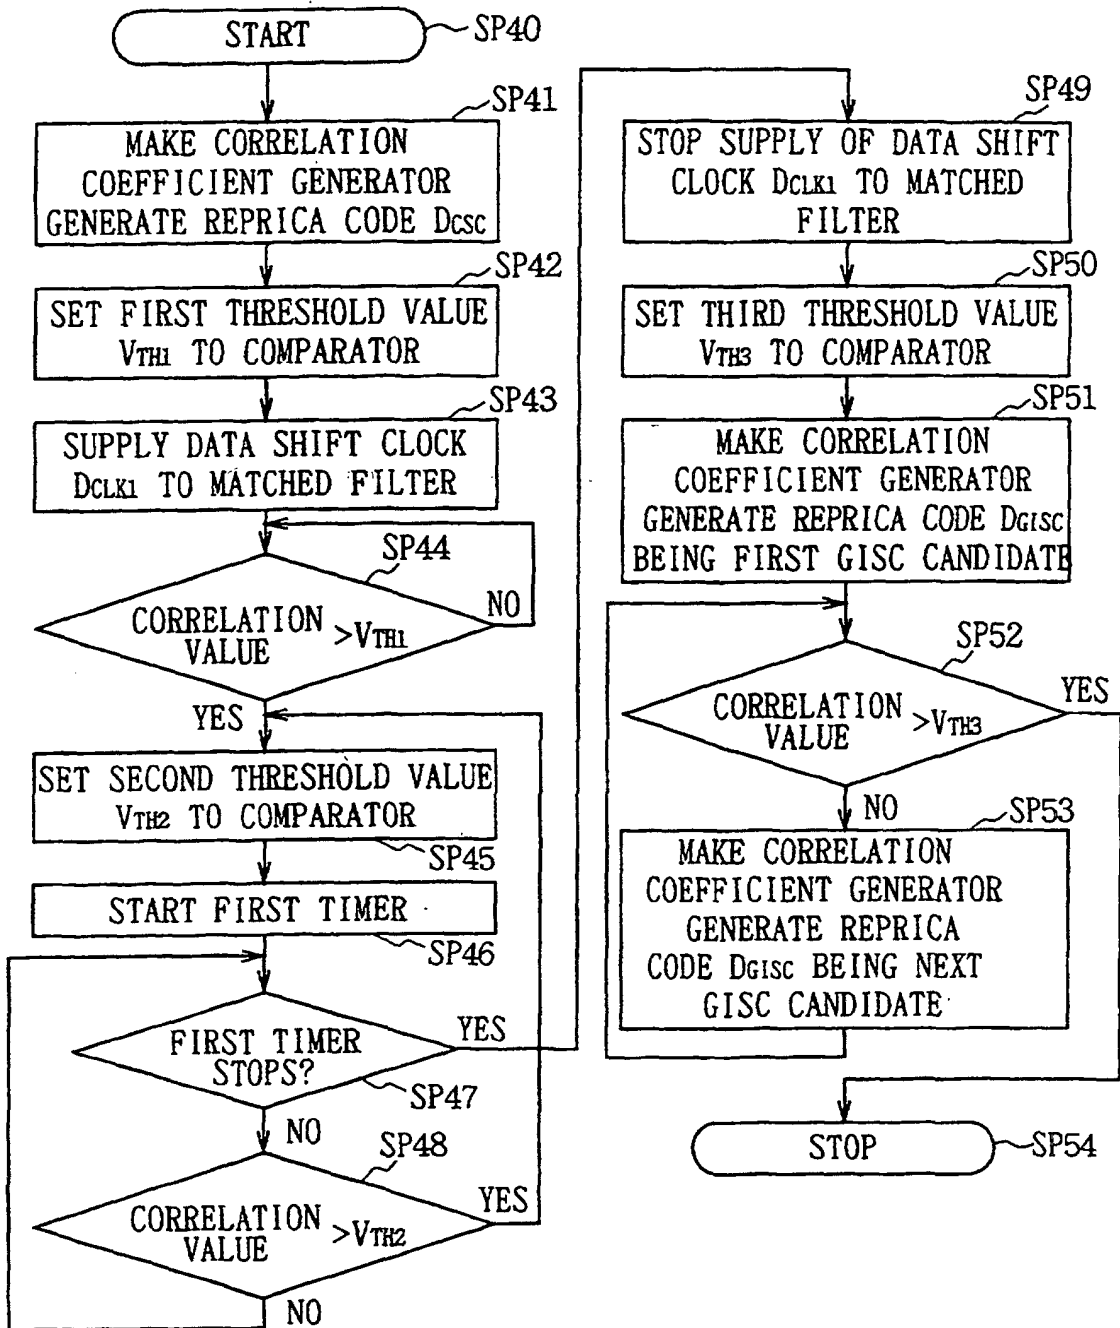 START
SP40
SP41
MAKE CORRELATION
COEFFICIENT GENERATOR
GENERATE REPRICA CODE DCSC
SP42
SET FIRST THRESHOLD VALUE
VTH1 TO COMPARATOR
SP43
SUPPLY DATA SHIFT CLOCK
DCLK1 TO MATCHED FILTER
SP44
CORRELATION
VALUE >VTH1
NO
YES
SET SECOND THRESHOLD VALUE
VTH2 TO COMPARATOR
SP45
START FIRST TIMER
SP46
FIRST TIMER
STOPS?
YES
SP47
NO
SP48
CORRELATION
VALUE >VTH2
YES
NO
SP49
STOP SUPPLY OF DATA SHIFT
CLOCK DCLK1 TO MATCHED
FILTER
SP50
SET THIRD THRESHOLD VALUE
VTH3 TO COMPARATOR
SP51
MAKE CORRELATION
COEFFICIENT GENERATOR
GENERATE REPRICA CODE DGISC
BEING FIRST GISC CANDIDATE
SP52
CORRELATION
VALUE >VTH3
YES
NO
SP53
MAKE CORRELATION
COEFFICIENT GENERATOR
GENERATE REPRICA
CODE DGISC BEING NEXT
GISC CANDIDATE
STOP
SP54